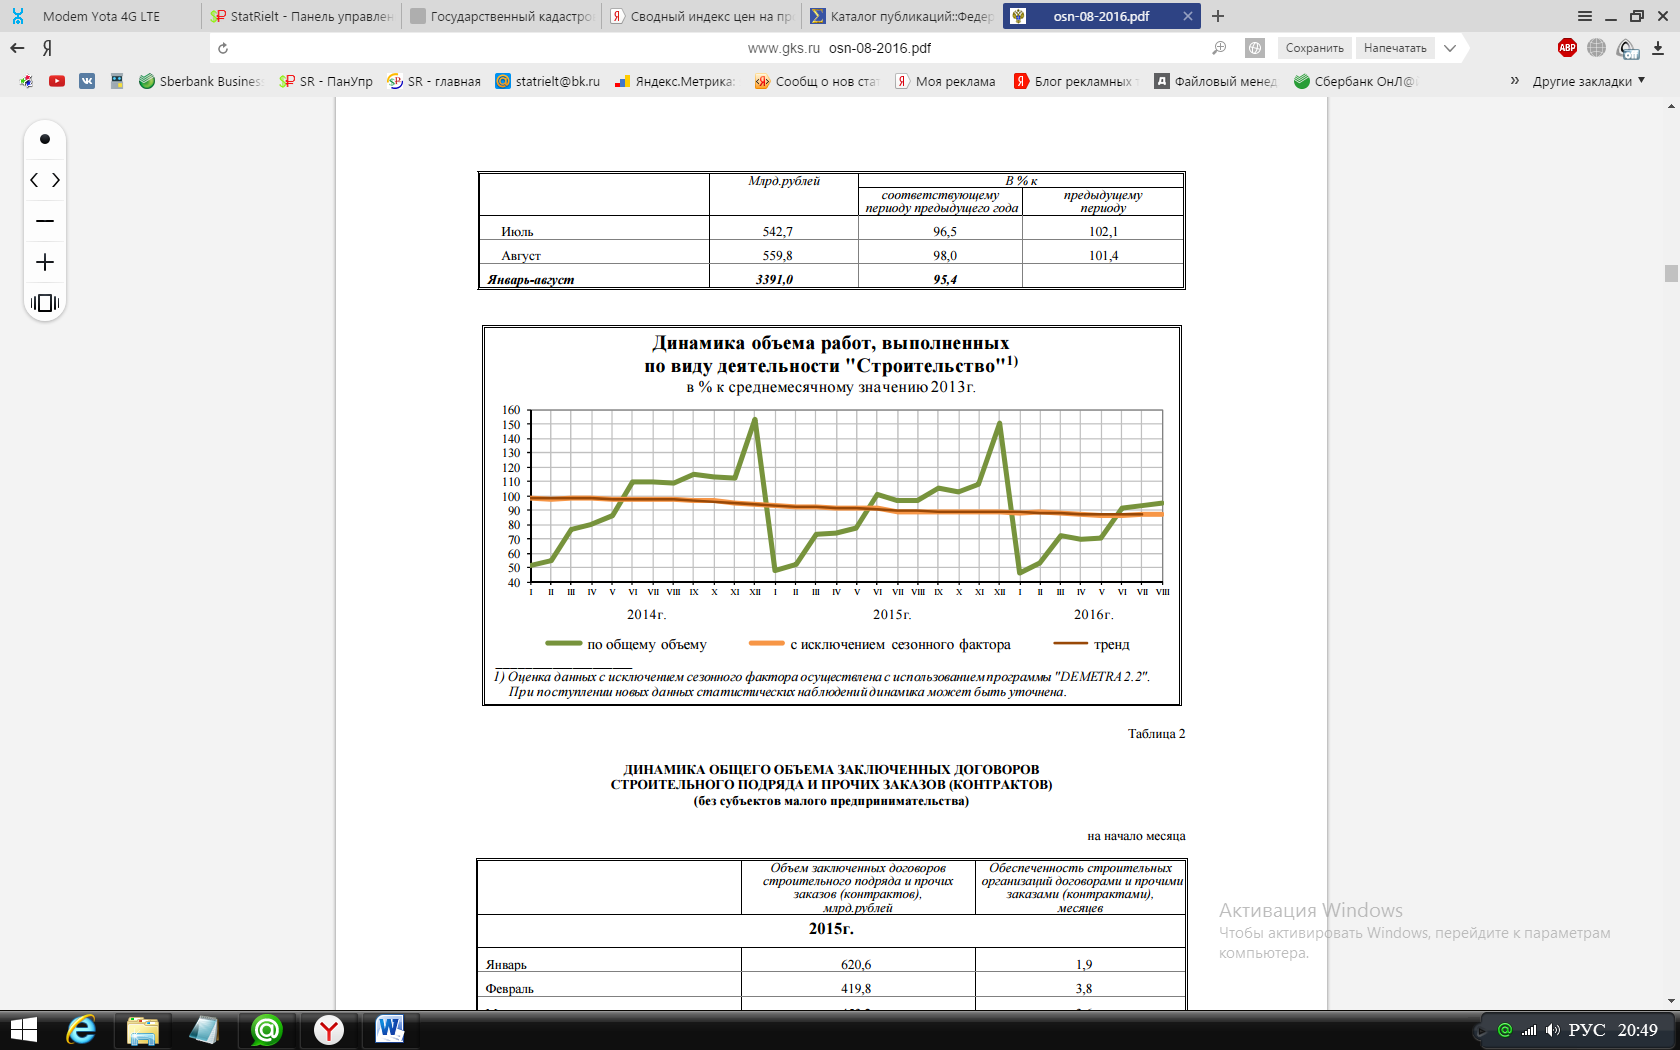 Modem Yota 4G LTE
StatRielt - Панель управлен
Государственный кадастро
Сводный индекс цен на пр
Каталог публикаций::Федер
osn-08-2016.pdf
Я
www.gks.ru osn-08-2016.pdf
Сохранить
Напечатать
ABP
off
Sberbank Business
SR - ПанУпр
SR - главная
statrielt@bk.ru
Яндекс.Метрика:
Сообщ о нов стат
Моя реклама
Блог рекламных т
Файловый менед
Сбербанк ОнЛ@й
» Другие закладки
Млрд.рублей
В % к
соответствующему
периоду предыдущего года
предыдущему
периоду
Июль 542,7 96,5 102,1
Август 559,8 98,0 101,4
Январь-август 3391,0 95,4
Динамика объема работ, выполненных
по виду деятельности "Строительство"1)
в % к среднемесячному значению 2013г.
160
150
140
130
120
110
100
90
80
70
60
50
40
I II III IV V VI VII VIII IX X XI XII I II III IV V VI VII VIII IX X XI XII I II III IV V VI VII VIII
2014г. 2015г. 2016г.
по общему объему с исключением сезонного фактора тренд
1) Оценка данных с исключением сезонного фактора осуществлена с использованием программы "DEMETRA 2.2".
При поступлении новых данных статистических наблюдений динамика может быть уточнена.
Таблица 2
ДИНАМИКА ОБЩЕГО ОБЪЕМА ЗАКЛЮЧЕННЫХ ДОГОВОРОВ
СТРОИТЕЛЬНОГО ПОДРЯДА И ПРОЧИХ ЗАКАЗОВ (КОНТРАКТОВ)
(без субъектов малого предпринимательства)
на начало месяца
Объем заключенных договоров
строительного подряда и прочих
заказов (контрактов),
млрд.рублей
Обеспеченность строительных
организаций договорами и прочими
заказами (контрактами),
месяцев
2015г.
Январь 620,6 1,9
Февраль 419,8 3,8
Активация Windows
Чтобы активировать Windows, перейдите к параметрам
компьютера.
РУС 20:49